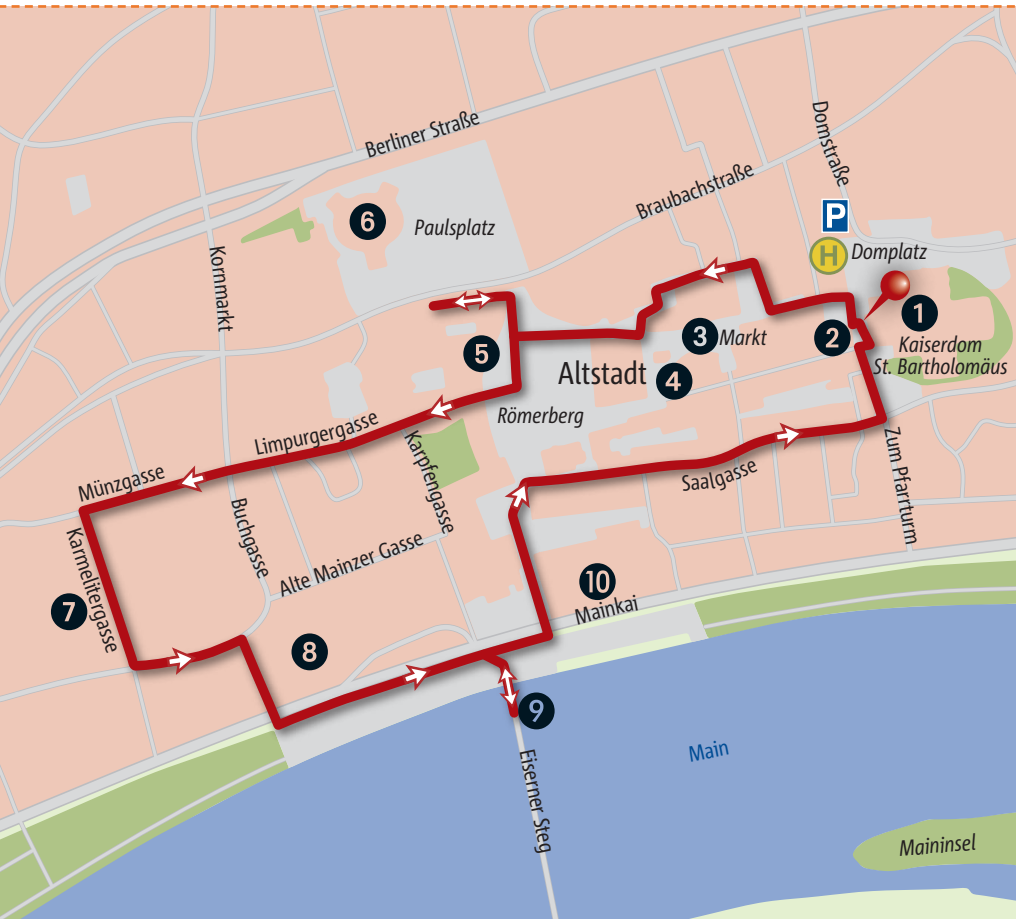 Berliner Straße
Domstraße
Braubachstraße
P
6
Paulsplatz
H
Domplatz
Kornmarkt
1
2
3
Markt
Kaiserdom
St. Bartholomäus
5
Altstadt
4
Römerberg
Limpurgergasse
Karpfengasse
Münzgasse
Saalgasse
Zum Pfarrturm
Buchgasse
Karmelitergasse
Alte Mainzer Gasse
10
Mainkai
7
8
9
Eiserner Steg
Main
Maininsel